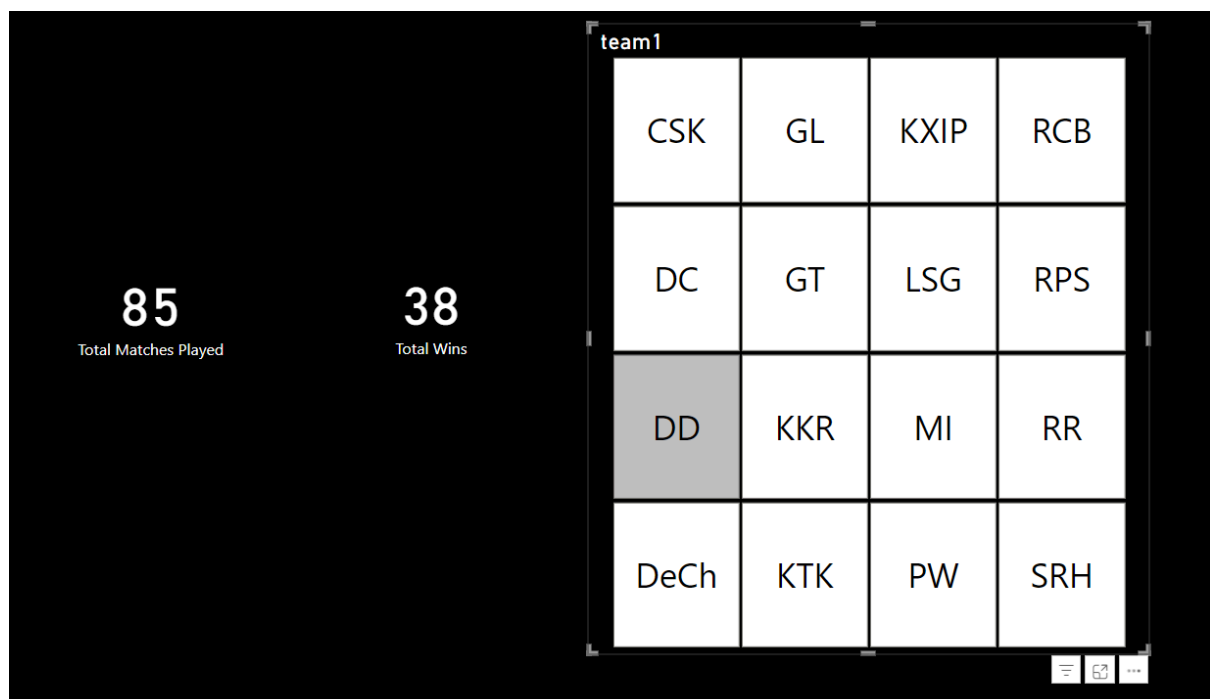 team1
CSK GL KXIP RCB
DC GT LSG RPS
85 38
Total Matches Played Total Wins
DD KKR MI RR
DeCh KTK PW SRH